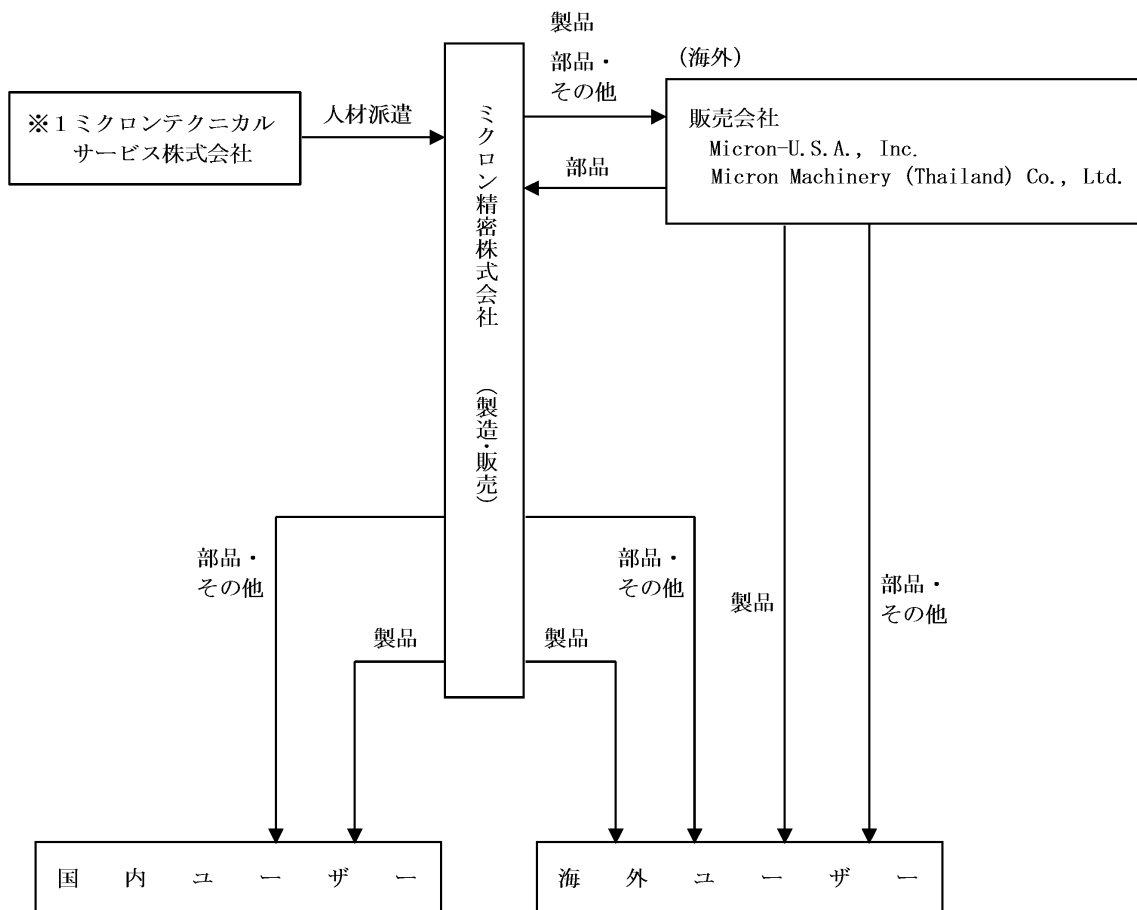 製品
部品・
その他
(海外)
※1ミクロンテクニカル
サービス株式会社
人材派遣
ミクロン精密株式会社 (製造・販売)
販売会社
Micron-U.S.A., Inc.
Micron Machinery (Thailand) Co., Ltd.
部品
部品・
その他
部品・
その他
製品
部品・
その他
製品
製品
国内ユーザー
海外ユーザー